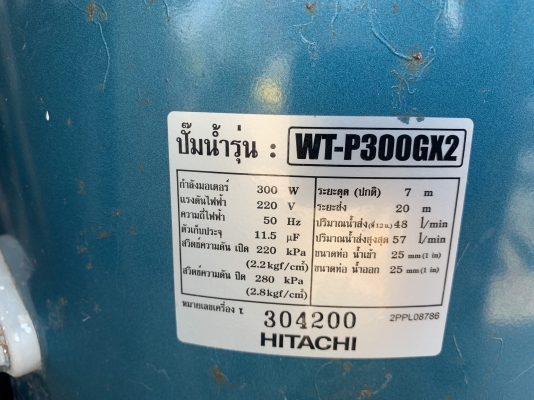 ปั๊มน้ำรุ่น : WT-P300GX2
กำลังมอเตอร์ 300 W
แรงดันไฟฟ้า 220 V
ความถี่ไฟฟ้า 50 Hz
ตัวเก็บประจุ 11.5 µF
สวิตช์ความดัน เปิด 220 kPa
(2.2kgf/cm²)
สวิตช์ความดัน ปิด 280 kPa
(2.8kgf/cm²)
ระยะดูด (ปกติ) 7 m
ระยะส่ง 20 m
ปริมาณน้ำส่ง(ที่ 12 ม.) 48 l/min
ปริมาณน้ำส่งสูงสุด 57 l/min
ขนาดท่อ น้ำเข้า 25 mm (1 in)
ขนาดท่อ น้ำออก 25 mm (1 in)
หมายเลขเครื่อง t 304200 2PPL08786
HITACHI